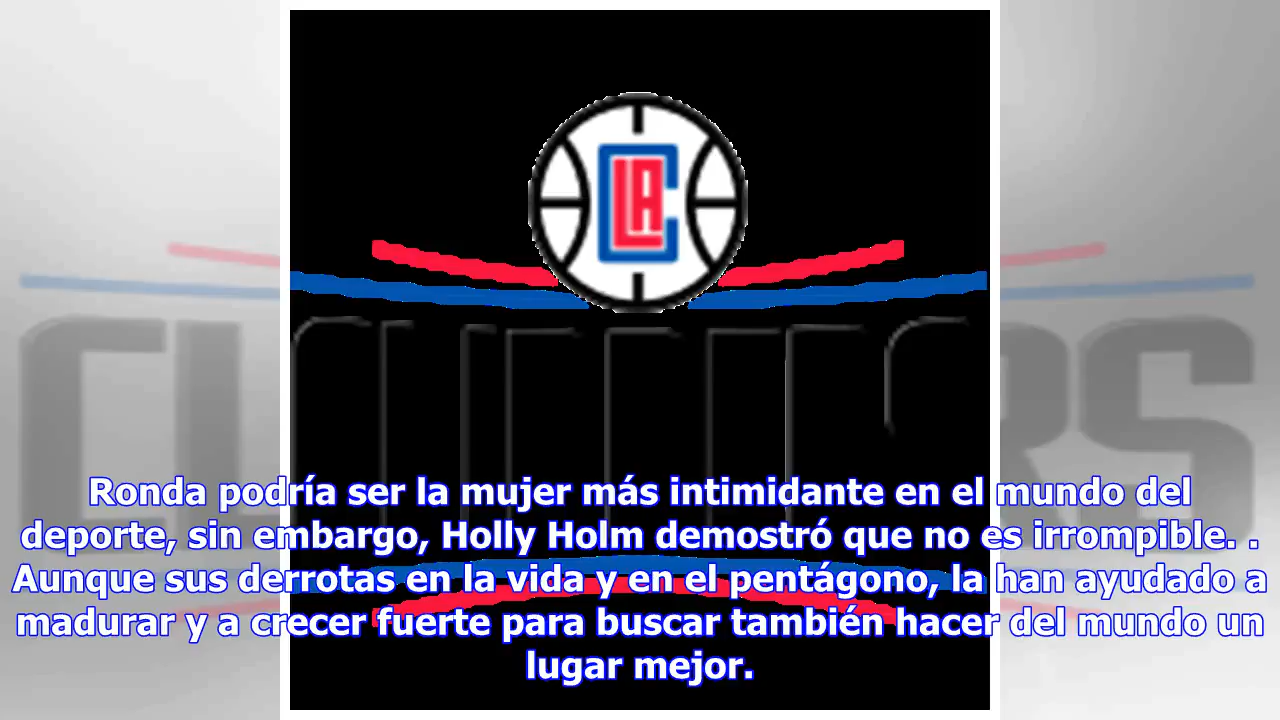 CLA
CLIPPERS
Ronda podría ser la mujer más intimidante en el mundo del
deporte, sin embargo, Holly Holm demostró que no es irrompible. .
Aunque sus derrotas en la vida y en el pentágono, la han ayudado a
madurar y a crecer fuerte para buscar también hacer del mundo un
lugar mejor.